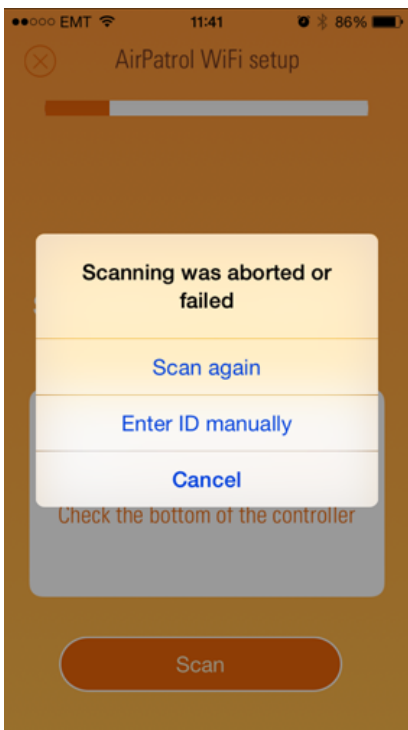 EMT 11:41 86%
AirPatrol WiFi setup
Scanning was aborted or
failed
Scan again
Enter ID manually
Cancel
Check the bottom of the controller
Scan